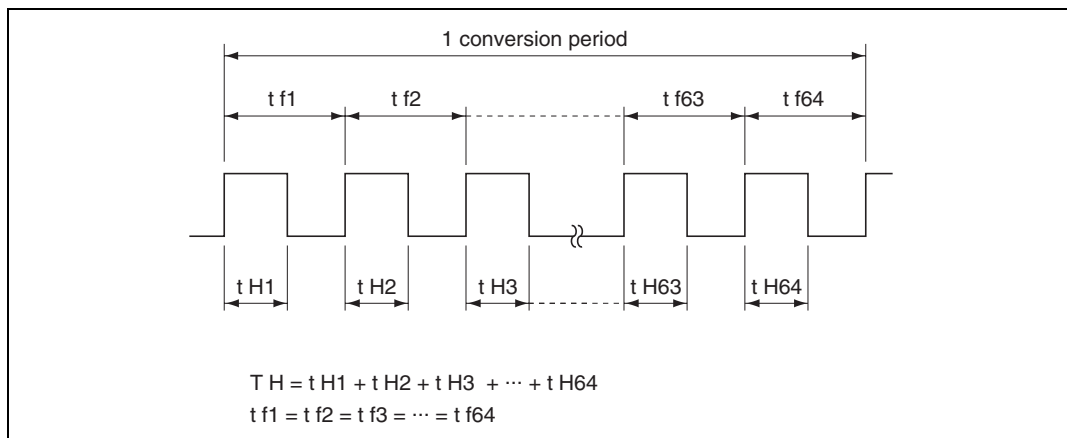 1 conversion period
t f1 t f2 t f63 t f64
t H1 t H2 t H3 t H63 t H64
T H = t H1 + t H2 + t H3 + ··· + t H64
t f1 = t f2 = t f3 = ··· = t f64